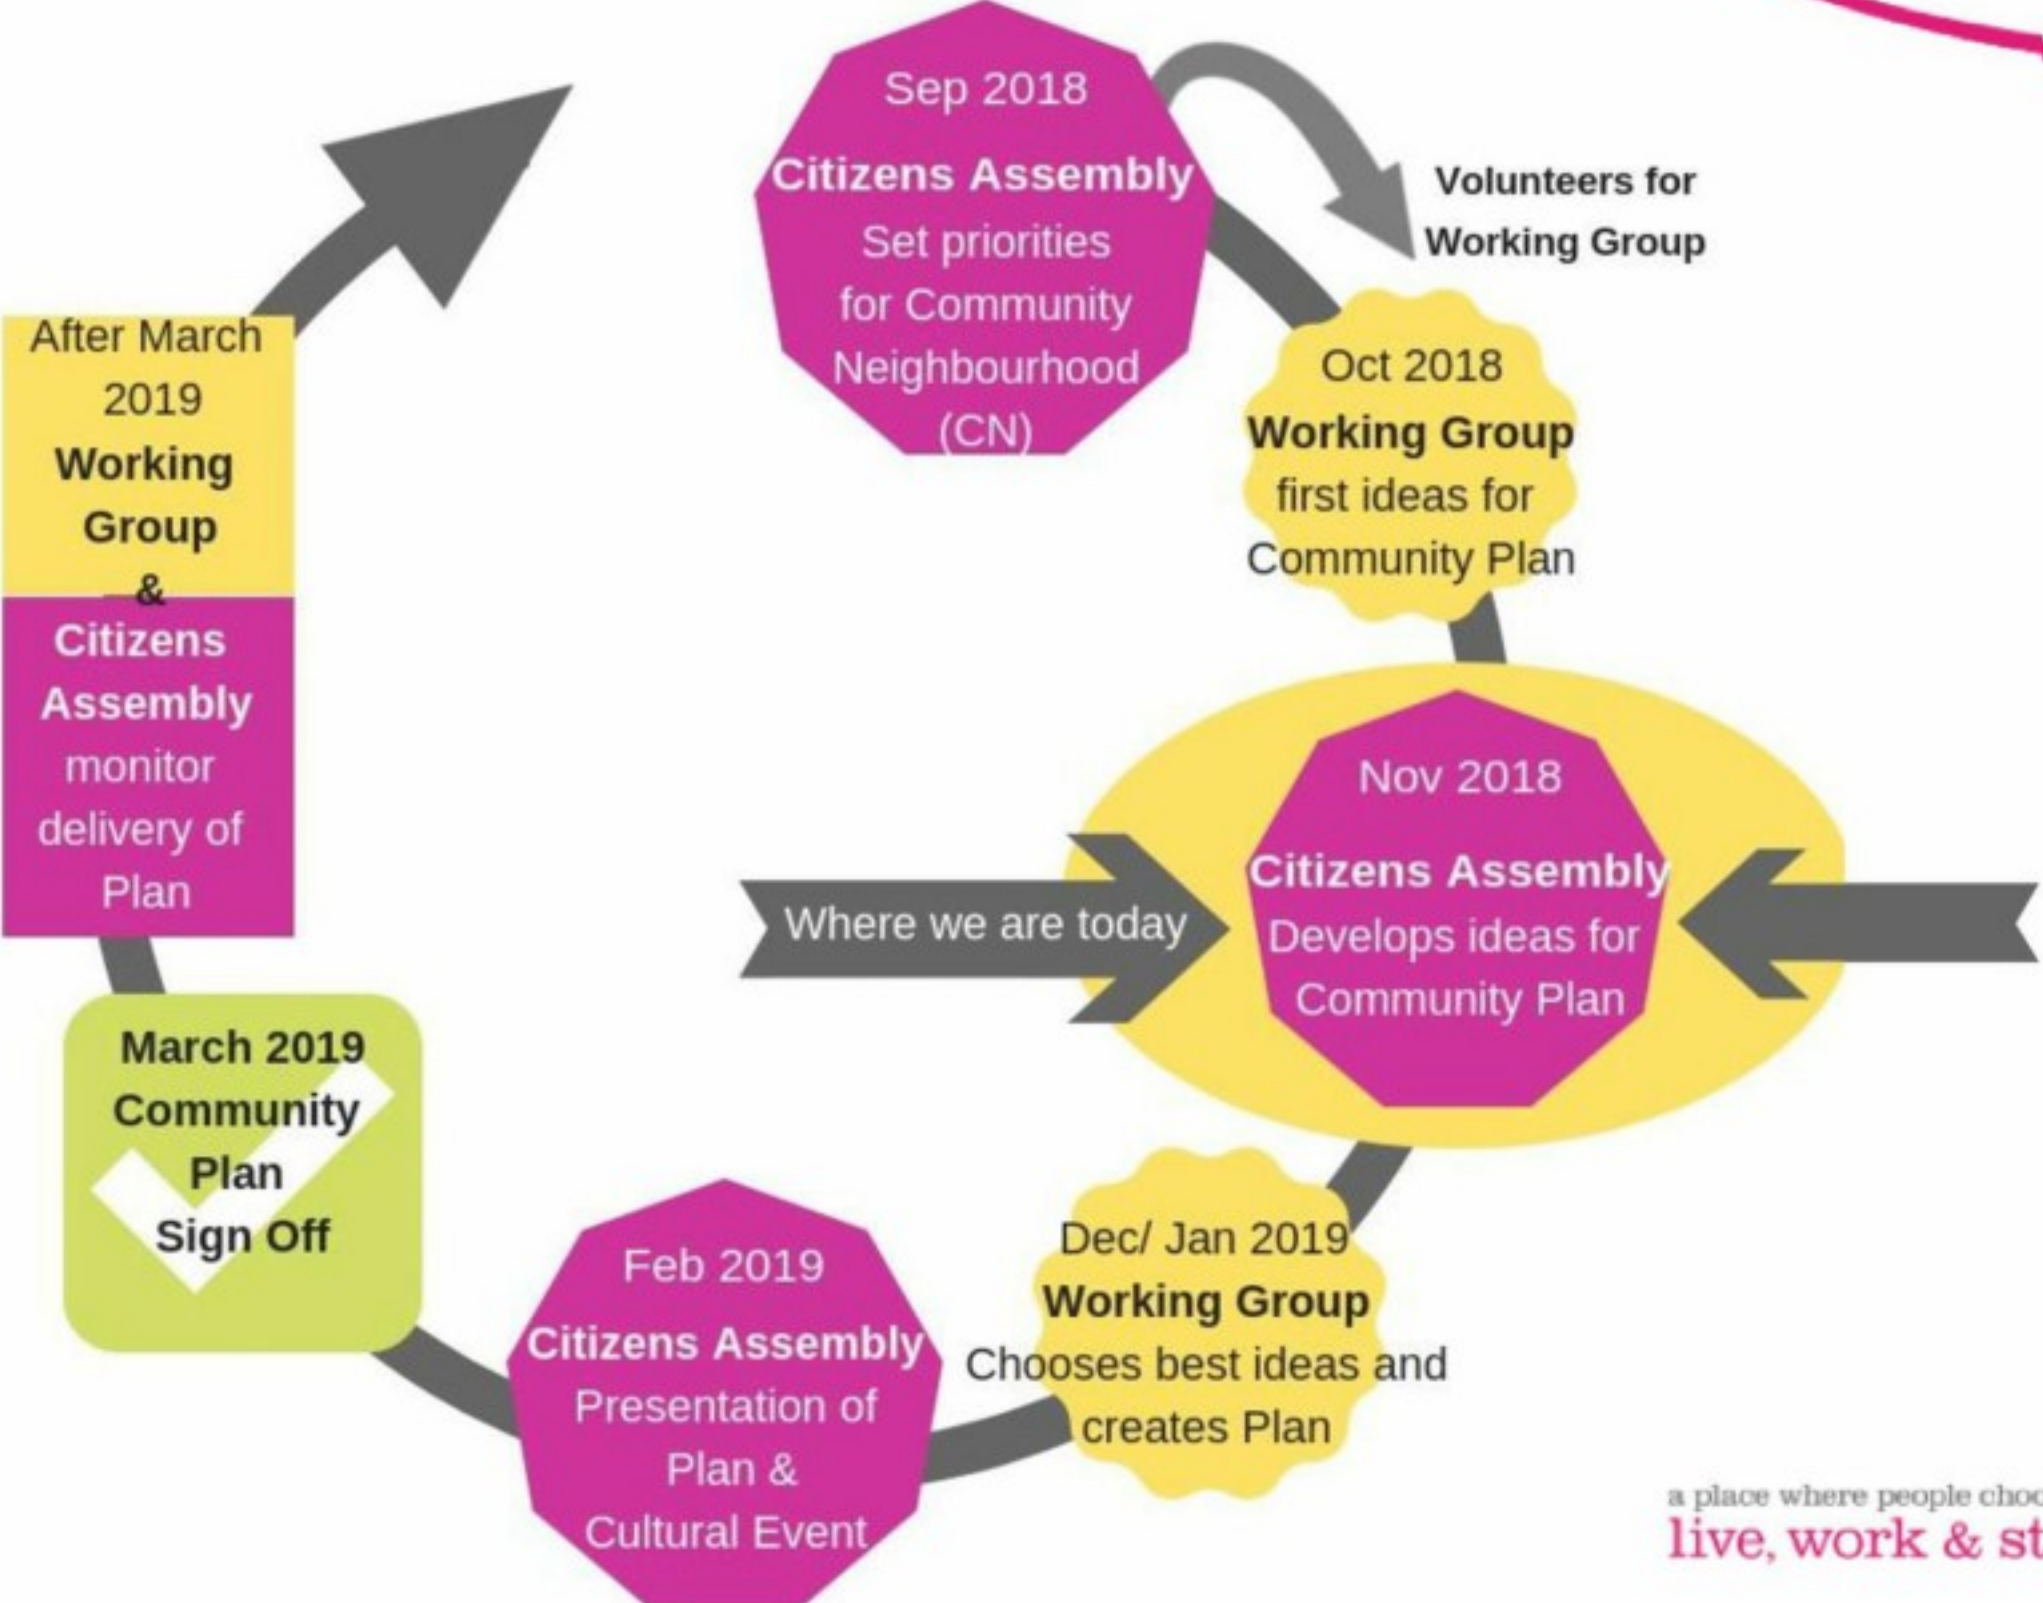 Sep 2018
Citizens Assembly
Set priorities
for Community
Neighbourhood
(CN)
Volunteers for
Working Group
Oct 2018
Working Group
first ideas for
Community Plan
Nov 2018
Citizens Assembly
Develops ideas for
Community Plan
Where we are today
Dec/ Jan 2019
Working Group
Chooses best ideas and
creates Plan
Feb 2019
Citizens Assembly
Presentation of
Plan &
Cultural Event
March 2019
Community
Plan
Sign Off
After March
2019
Working
Group
&
Citizens
Assembly
monitor
delivery of
Plan
a place where people
live, work &